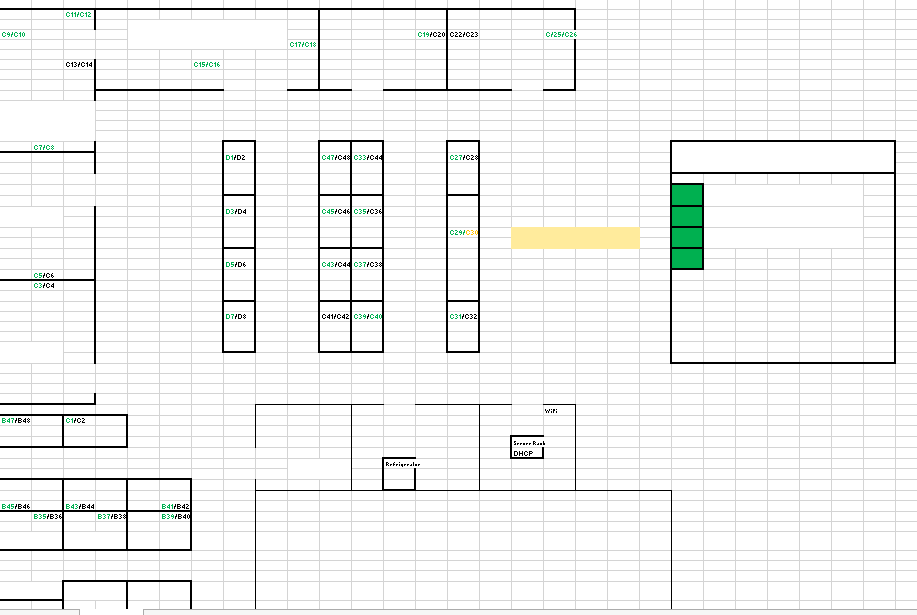 C11/C12
C9/C10
C19/C20
C22/C23
C/25/C26
C17/C18
C13/C14
C15/C16
C7/C8
D1/D2
C47/C48
C33/C44
C27/C28
D3/D4
C45/C46
C35/C36
C29/C30
D5/D6
C43/C44
C37/C38
C5/C6
C3/C4
D7/D8
C41/C42
C39/C40
C31/C32
WiFi
B47/B48
C1/C2
Server Rack
DHCP
Refrigerator
B45/B46
B43/B44
B41/B42
B35/B36
B37/B38
B39/B40